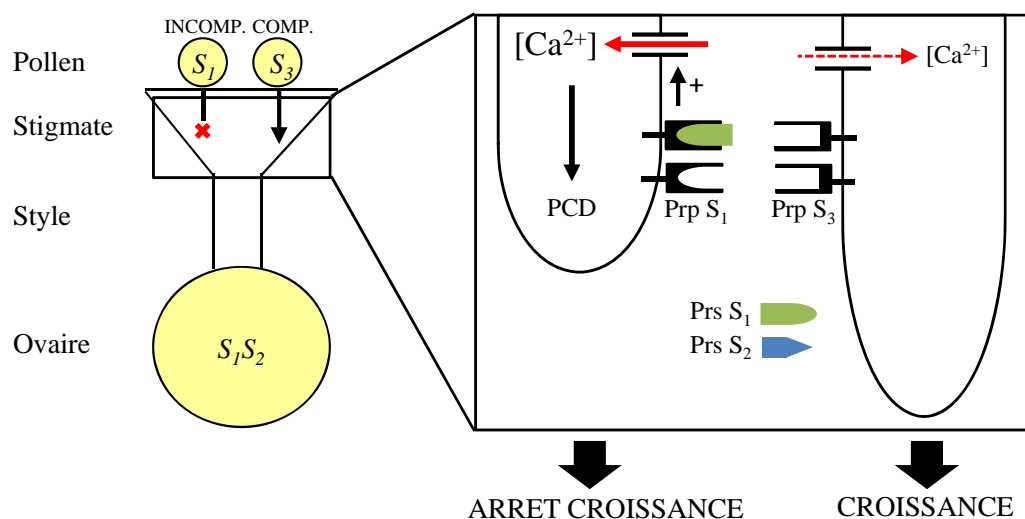 INCOMP. COMP.
Pollen
S1 S3
Stigmate
Style
Ovaire
S1S2
[Ca2+]
+
[Ca2+]
PCD
Prp S1
Prp S3
Prs S1
Prs S2
ARRET CROISSANCE
CROISSANCE